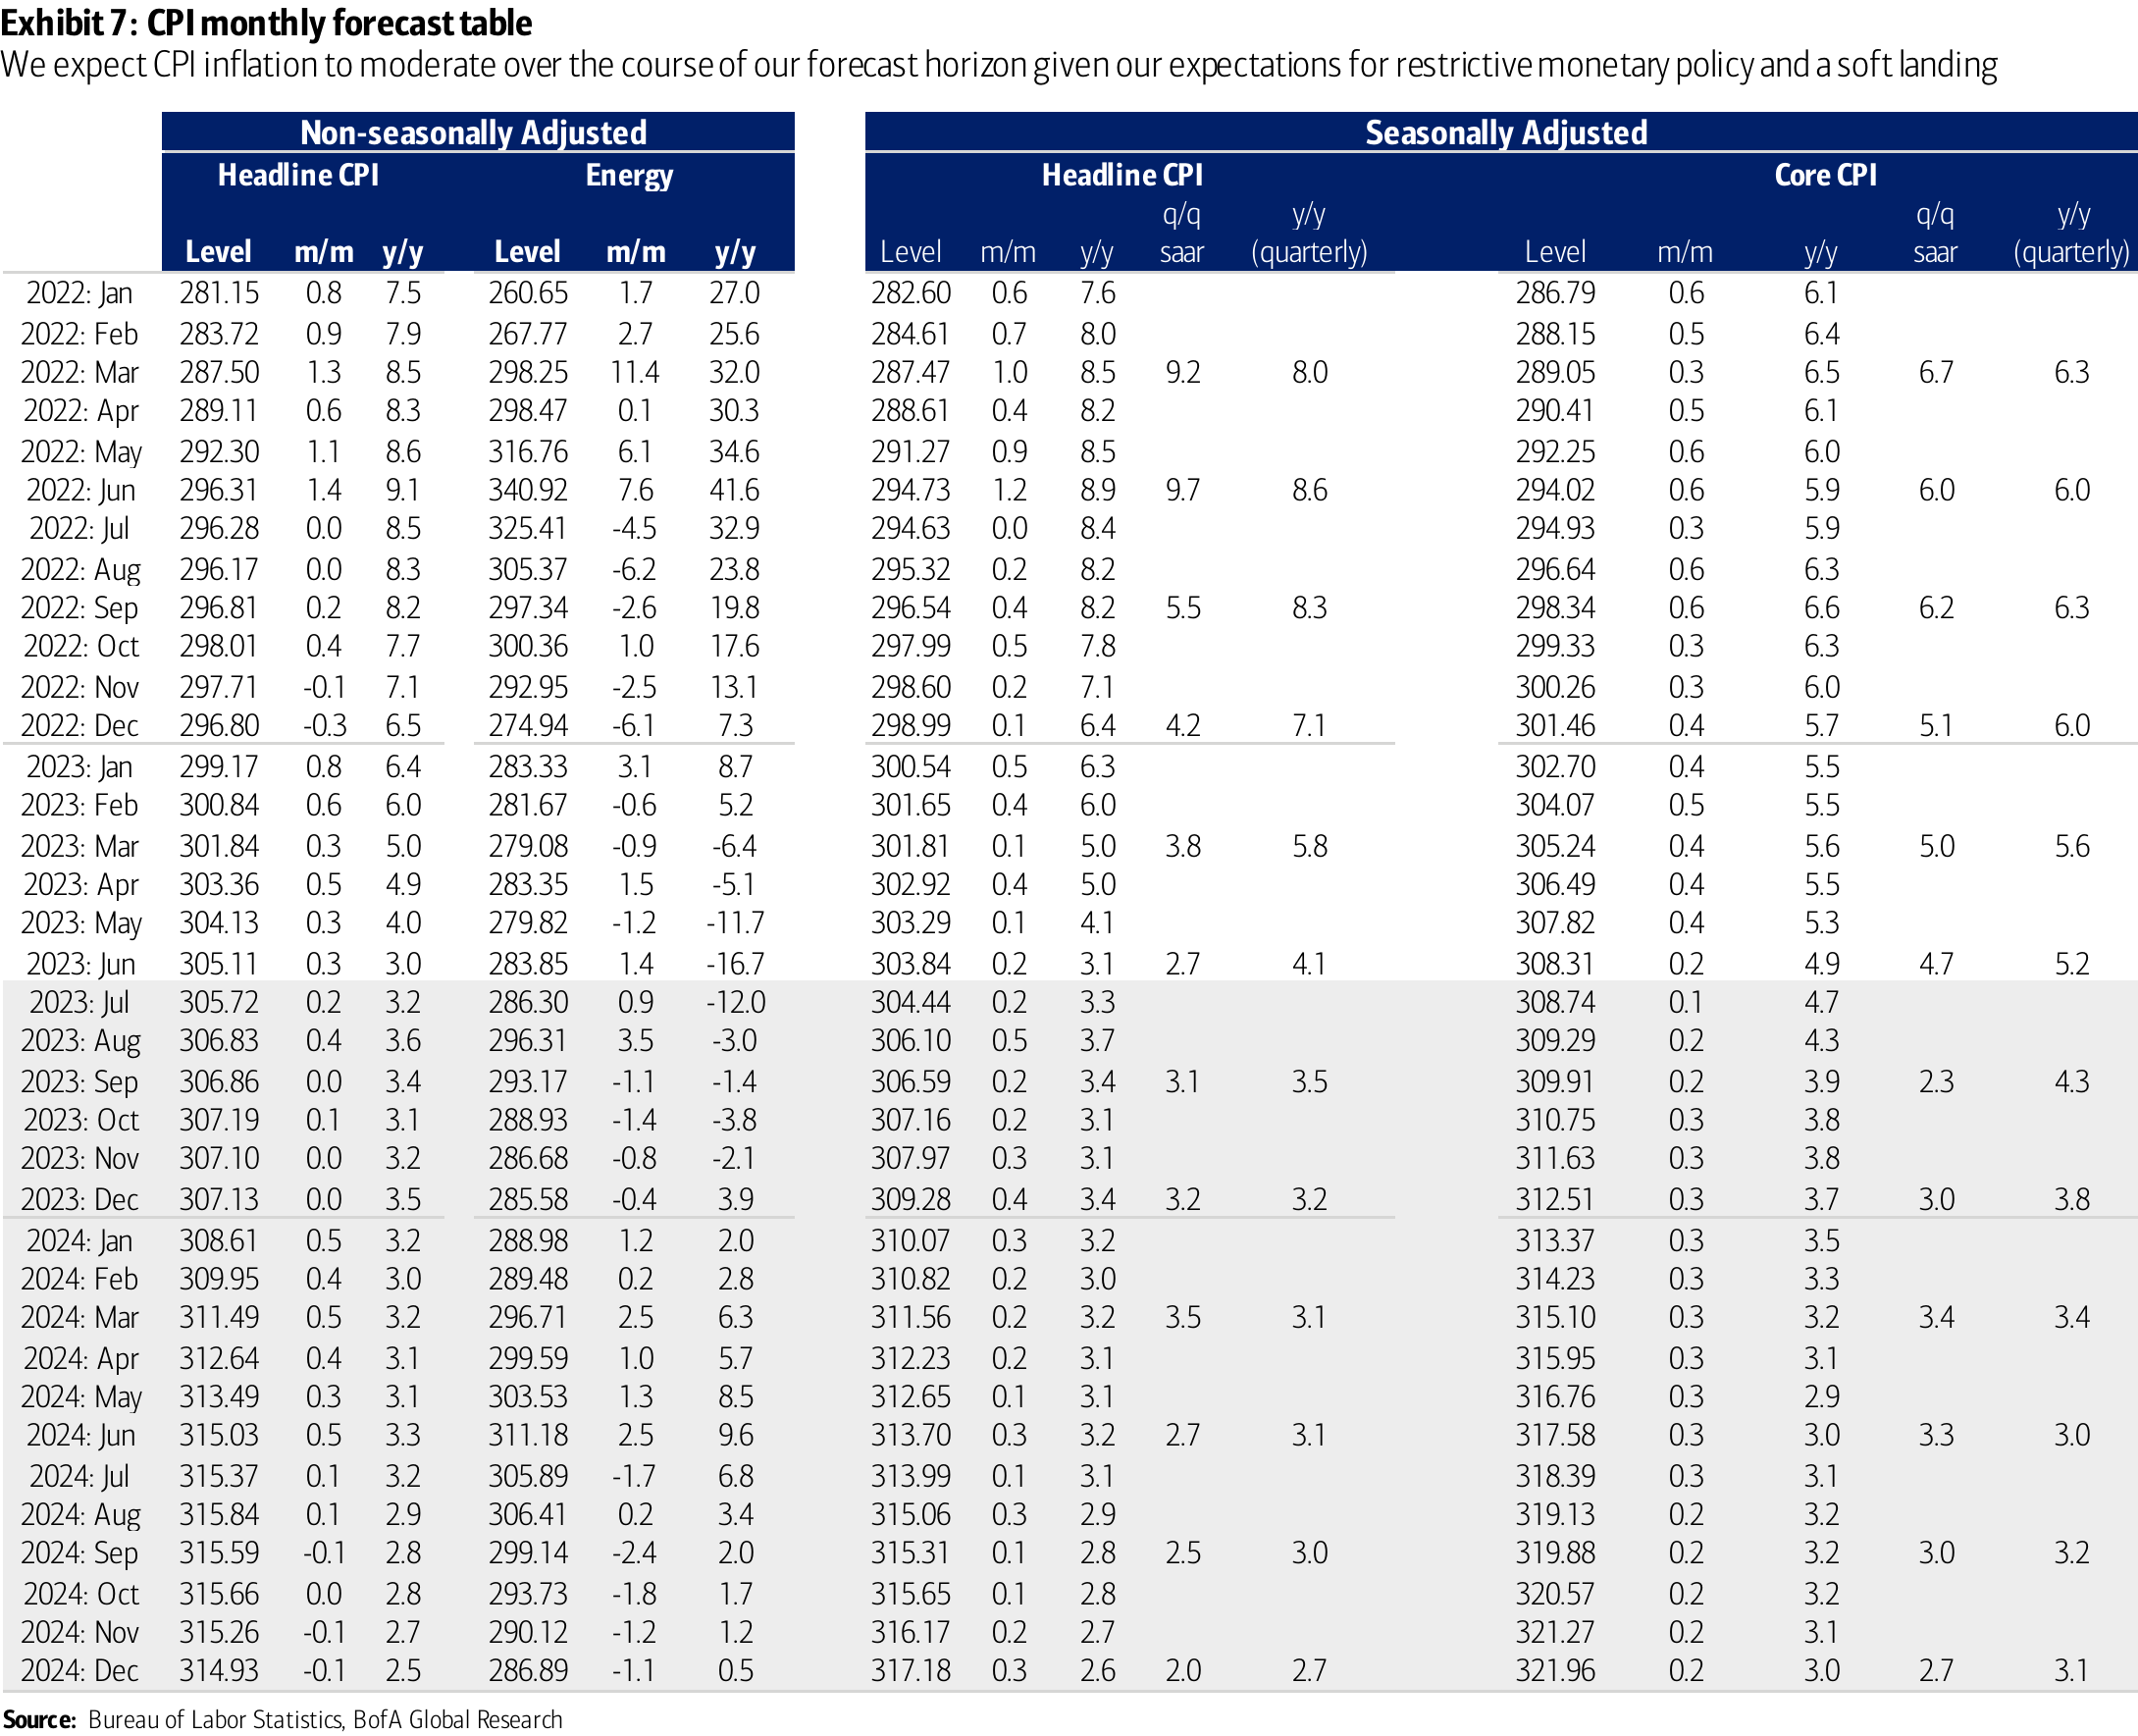 Exhibit 7: CPI monthly forecast table
We expect CPI inflation to moderate over the course of our forecast horizon given our expectations for restrictive monetary policy and a soft landing
Non-seasonally Adjusted Seasonally Adjusted
Headline CPI Energy Headline CPI Core CPI
q/q y/y q/q y/y
Level m/m y/y Level m/m y/y Level m/m y/y saar (quarterly) Level m/m y/y saar (quarterly)
2022: Jan 281.15 0.8 7.5 260.65 1.7 27.0 282.60 0.6 7.6 286.79 0.6 6.1
2022: Feb 283.72 0.9 7.9 267.77 2.7 25.6 284.61 0.7 8.0 288.15 0.5 6.4
2022: Mar 287.50 1.3 8.5 298.25 11.4 32.0 287.47 1.0 8.5 9.2 8.0 289.05 0.3 6.5 6.7 6.3
2022: Apr 289.11 0.6 8.3 298.47 0.1 30.3 288.61 0.4 8.2 290.41 0.5 6.1
2022: May 292.30 1.1 8.6 316.76 6.1 34.6 291.27 0.9 8.5 292.25 0.6 6.0
2022: Jun 296.31 1.4 9.1 340.92 7.6 41.6 294.73 1.2 8.9 9.7 8.6 294.02 0.6 5.9 6.0 6.0
2022: Jul 296.28 0.0 8.5 325.41 -4.5 32.9 294.63 0.0 8.4 294.93 0.3 5.9
2022: Aug 296.17 0.0 8.3 305.37 -6.2 23.8 295.32 0.2 8.2 296.64 0.6 6.3
2022: Sep 296.81 0.2 8.2 297.34 -2.6 19.8 296.54 0.4 8.2 5.5 8.3 298.34 0.6 6.6 6.2 6.3
2022: Oct 298.01 0.4 7.7 300.36 1.0 17.6 297.99 0.5 7.8 299.33 0.3 6.3
2022: Nov 297.71 -0.1 7.1 292.95 -2.5 13.1 298.60 0.2 7.1 300.26 0.3 6.0
2022: Dec 296.80 -0.3 6.5 274.94 -6.1 7.3 298.99 0.1 6.4 4.2 7.1 301.46 0.4 5.7 5.1 6.0
2023: Jan 299.17 0.8 6.4 283.33 3.1 8.7 300.54 0.5 6.3 302.70 0.4 5.5
2023: Feb 300.84 0.6 6.0 281.67 -0.6 5.2 301.65 0.4 6.0 304.07 0.5 5.5
2023: Mar 301.84 0.3 5.0 279.08 -0.9 -6.4 301.81 0.1 5.0 3.8 5.8 305.24 0.4 5.6 5.0 5.6
2023: Apr 303.36 0.5 4.9 283.35 1.5 -5.1 302.92 0.4 5.0 306.49 0.4 5.5
2023: May 304.13 0.3 4.0 279.82 -1.2 -11.7 303.29 0.1 4.1 307.82 0.4 5.3
2023: Jun 305.11 0.3 3.0 283.85 1.4 -16.7 303.84 0.2 3.1 2.7 4.1 308.31 0.2 4.9 4.7 5.2
2023: Jul 305.72 0.2 3.2 286.30 0.9 -12.0 304.44 0.2 3.3 308.74 0.1 4.7
2023: Aug 306.83 0.4 3.6 296.31 3.5 -3.0 306.10 0.5 3.7 309.29 0.2 4.3
2023: Sep 306.86 0.0 3.4 293.17 -1.1 -1.4 306.59 0.2 3.4 3.1 3.5 309.91 0.2 3.9 2.3 4.3
2023: Oct 307.19 0.1 3.1 288.93 -1.4 -3.8 307.16 0.2 3.1 310.75 0.3 3.8
2023: Nov 307.10 0.0 3.2 286.68 -0.8 -2.1 307.97 0.3 3.1 311.63 0.3 3.8
2023: Dec 307.13 0.0 3.5 285.58 -0.4 3.9 309.28 0.4 3.4 3.2 3.2 312.51 0.3 3.7 3.0 3.8
2024: Jan 308.61 0.5 3.2 288.98 1.2 2.0 310.07 0.3 3.2 313.37 0.3 3.5
2024: Feb 309.95 0.4 3.0 289.48 0.2 2.8 310.82 0.2 3.0 314.23 0.3 3.3
2024: Mar 311.49 0.5 3.2 296.71 2.5 6.3 311.56 0.2 3.2 3.5 3.1 315.10 0.3 3.2 3.4 3.4
2024: Apr 312.64 0.4 3.1 299.59 1.0 5.7 312.23 0.2 3.1 315.95 0.3 3.1
2024: May 313.49 0.3 3.1 303.53 1.3 8.5 312.65 0.1 3.1 316.76 0.3 2.9
2024: Jun 315.03 0.5 3.3 311.18 2.5 9.6 313.70 0.3 3.2 2.7 3.1 317.58 0.3 3.0 3.3 3.0
2024: Jul 315.37 0.1 3.2 305.89 -1.7 6.8 313.99 0.1 3.1 318.39 0.3 3.1
2024: Aug 315.84 0.1 2.9 306.41 0.2 3.4 315.06 0.3 2.9 319.13 0.2 3.2
2024: Sep 315.59 -0.1 2.8 299.14 -2.4 2.0 315.31 0.1 2.8 2.5 3.0 319.88 0.2 3.2 3.0 3.2
2024: Oct 315.66 0.0 2.8 293.73 -1.8 1.7 315.65 0.1 2.8 320.57 0.2 3.2
2024: Nov 315.26 -0.1 2.7 290.12 -1.2 1.2 316.17 0.2 2.7 321.27 0.2 3.1
2024: Dec 314.93 -0.1 2.5 286.89 -1.1 0.5 317.18 0.3 2.6 2.0 2.7 321.96 0.2 3.0 2.7 3.1
Source: Bureau of Labor Statistics, BofA Global Research